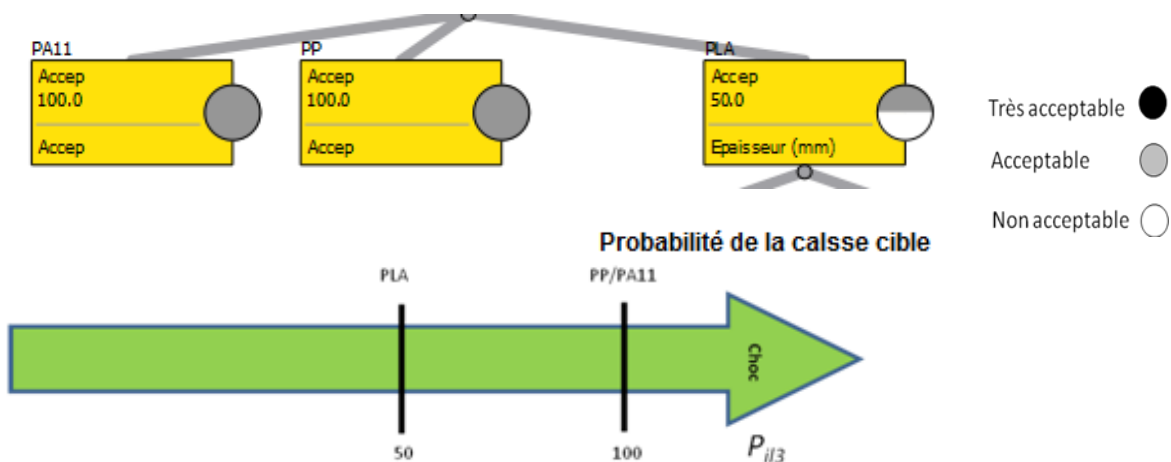 PA11
Accep
100.0
Accep
PP
Accep
100.0
Accep
PLA
Accep
50.0
Epaisseur (mm)
Très acceptable
Acceptable
Non acceptable
Probabilité de la calsse cible
PLA
PP/PA11
Choc
50
100
Pij3